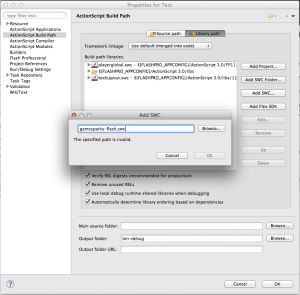 Properties for Test
type filter text
ActionScript Build Path
Resource
ActionScript Applications
ActionScript Build Path
ActionScript Compiler
ActionScript Modules
Builders
Flash Professional
Project References
Run/Debug Settings
Task Repository
Task Tags
Validation
WikiText
Source path
Library path
Framework linkage:
Use default (merged into code)
Build path libraries:
playerglobal.swc - ${FLASHPRO_APPCONFIG}/ActionScript 3.0/FP11.
${FLASHPRO_APPCONFIG}/ActionScript 3.0/libs
textLayout.swc - ${FLASHPRO_APPCONFIG}/ActionScript 3.0/libs/11
Add Project...
Add SWC Folder...
Add SWC...
Add Flex SDK
Edit...
Remove
Up
Down
Add SWC
gamesparks-flash.swc
Browse...
The specified path is invalid.
Cancel
OK
Verify RSL digests (recommended for production)
Remove unused RSLs
Use local debug runtime shared libraries when debugging
Automatically determine library ordering based on dependencies
Main source folder:
Browse...
Output folder:
bin-debug
Browse...
Output folder URL:
Cancel
OK